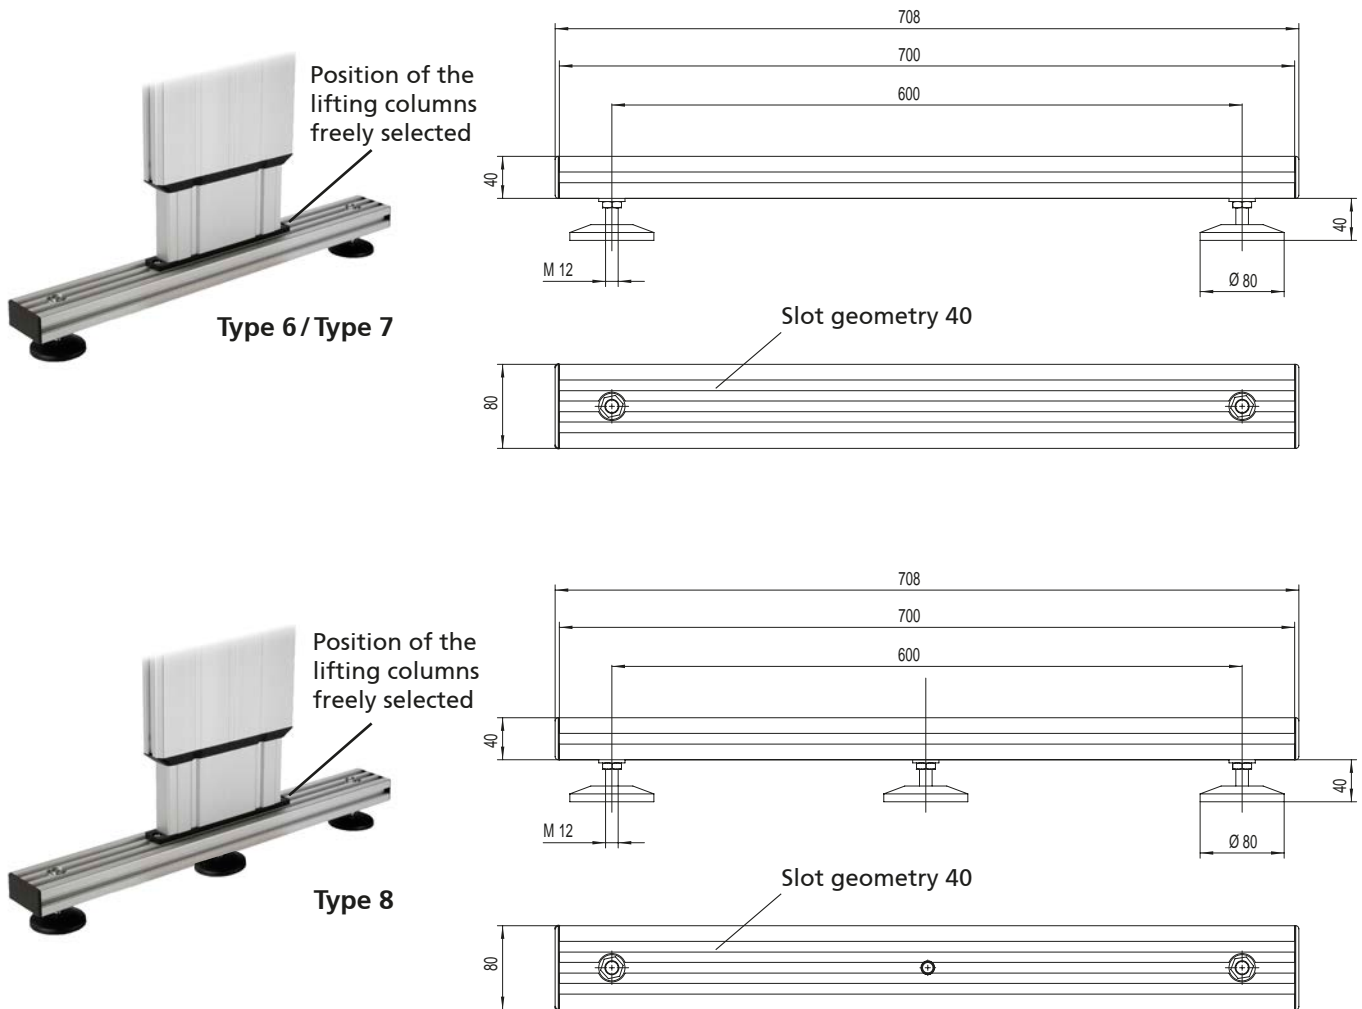 Position of the
lifting columns
freely selected
Type 6 / Type 7
708
700
600
40
40
M 12
Ø 80
Slot geometry 40
80
Position of the
lifting columns
freely selected
Type 8
708
700
600
40
40
M 12
Ø 80
Slot geometry 40
80